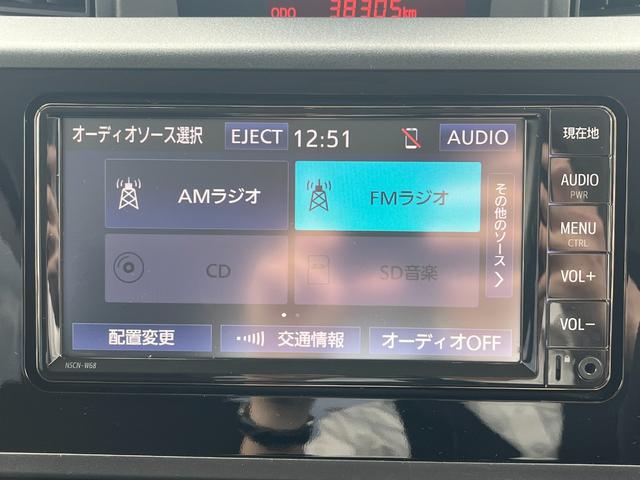 ODO 38305km
オーディオソース選択 EJECT 12:51 AUDIO
AMラジオ FMラジオ
CD SD音楽
その他のソース
配置変更 交通情報 オーディオOFF
NSCN-W68
現在地
AUDIO
PWR
MENU
CTRL
VOL+
VOL−